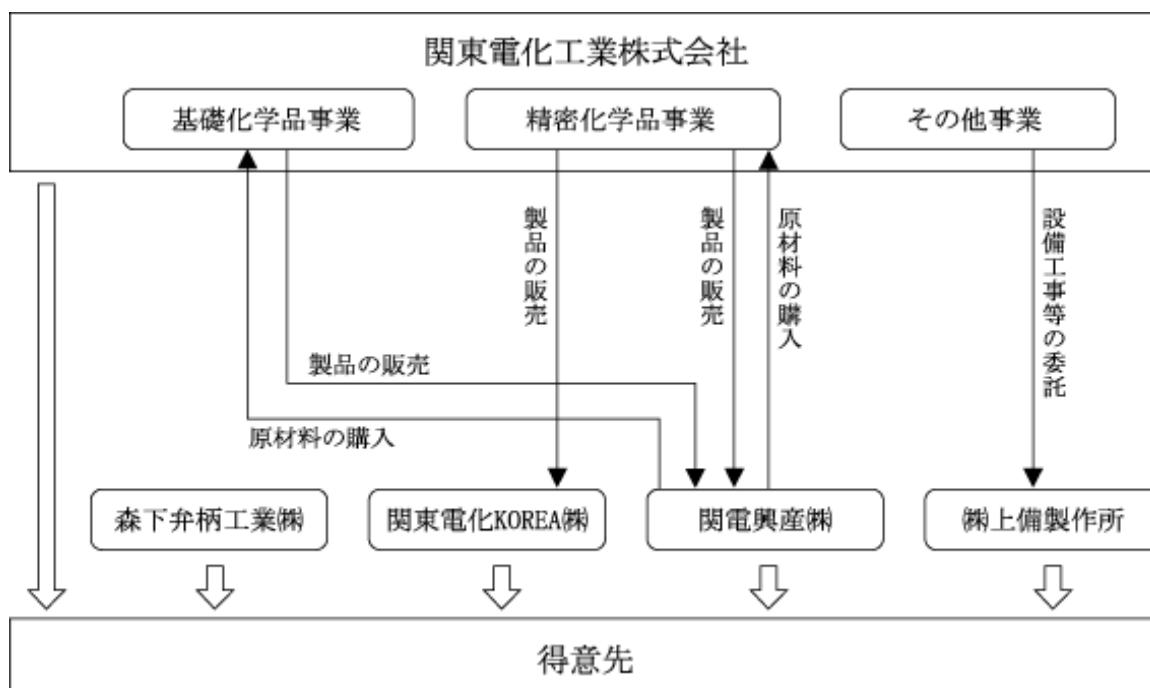 関東電化工業株式会社
基礎化学品事業
精密化学品事業
その他事業
製品の販売
製品の販売
原材料の購入
設備工事等の委託
製品の販売
原材料の購入
森下弁柄工業㈱
関東電化KOREA㈱
関電興産㈱
㈱上備製作所
得意先